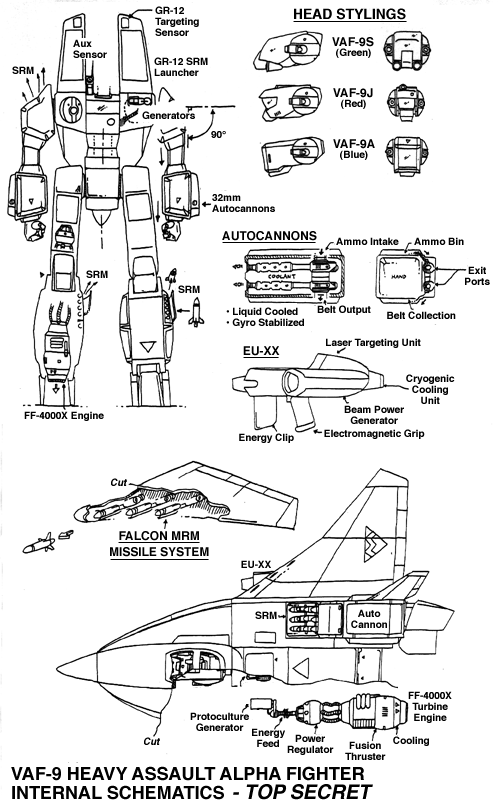 GR-12
Targeting
Sensor
Aux
Sensor
SRM
GR-12 SRM
Launcher
Generators
90°
32mm
Autocannons
SRM
SRM
FF-4000X Engine
HEAD STYLINGS
VAF-9S
(Green)
VAF-9J
(Red)
VAF-9A
(Blue)
AUTOCANNONS
Ammo Intake
Ammo Bin
COOLANT
HAND
Exit
Ports
Belt Output
Belt Collection
• Liquid Cooled
• Gyro Stabilized
EU-XX
Laser Targeting Unit
Cryogenic
Cooling
Unit
Beam Power
Generator
Energy Clip
Electromagnetic Grip
Cut
FALCON MRM
MISSILE SYSTEM
EU-XX
SRM
Auto
Cannon
FF-4000X
Turbine
Engine
Protoculture
Generator
Energy
Feed
Power
Regulator
Fusion
Thruster
Cooling
Cut
VAF-9 HEAVY ASSAULT ALPHA FIGHTER
INTERNAL SCHEMATICS - TOP SECRET